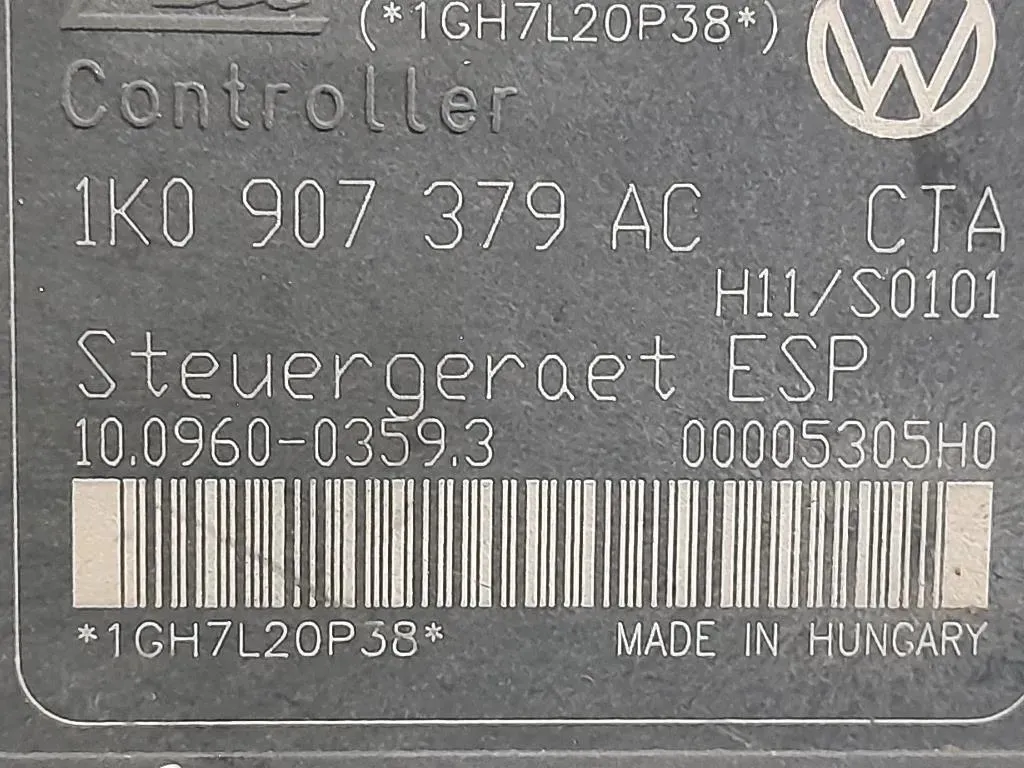 (*1GH7L20P38*)
Controller
1K0 907 379 AC CTA
H11/S0101
Steuergeraet ESP
10.0960-0359.3 00005305H0
*1GH7L20P38* MADE IN HUNGARY